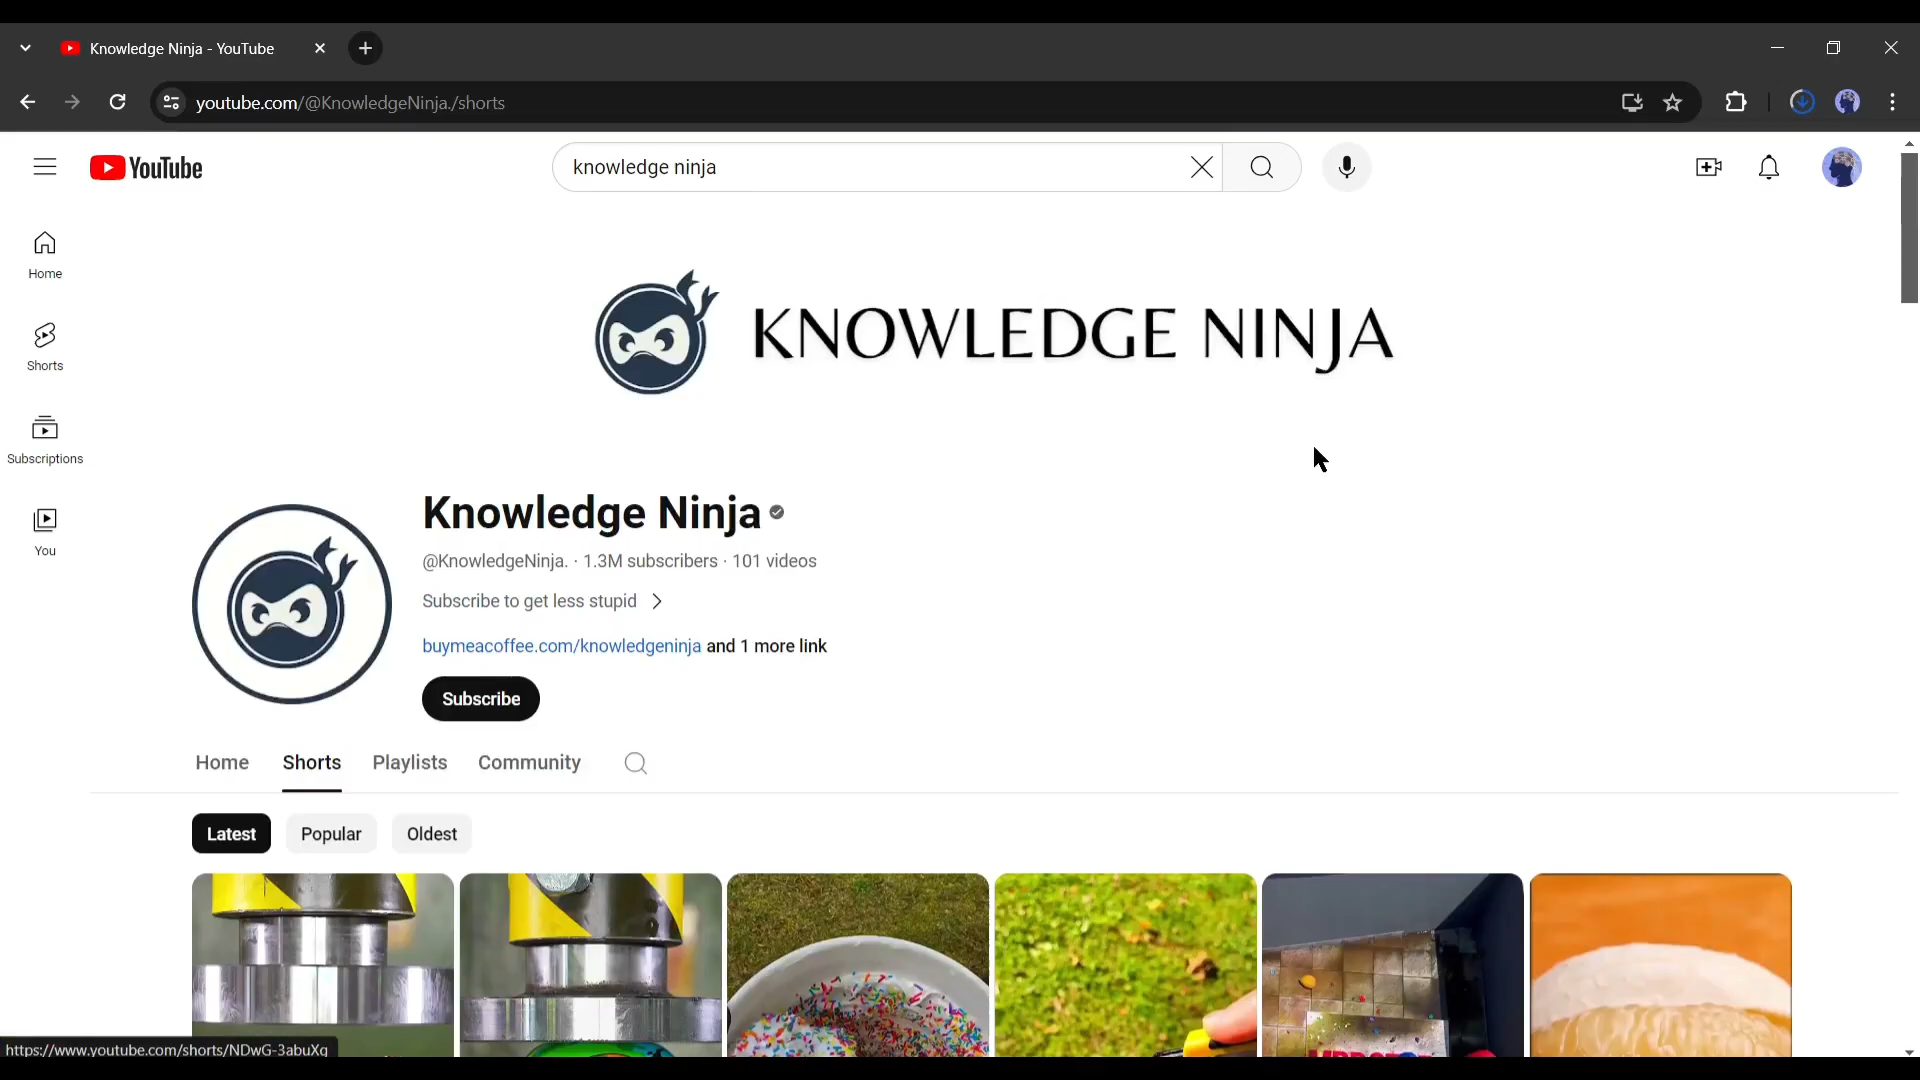 Knowledge Ninja - YouTube
youtube.com/@KnowledgeNinja./shorts
YouTube
knowledge ninja
Home
Shorts
Subscriptions
You
KNOWLEDGE NINJA
Knowledge Ninja
@KnowledgeNinja. · 1.3M subscribers · 101 videos
Subscribe to get less stupid
buymeacoffee.com/knowledgeninja and 1 more link
Subscribe
Home Shorts Playlists Community
Latest Popular Oldest
https://www.youtube.com/shorts/NDwG-3abuXg